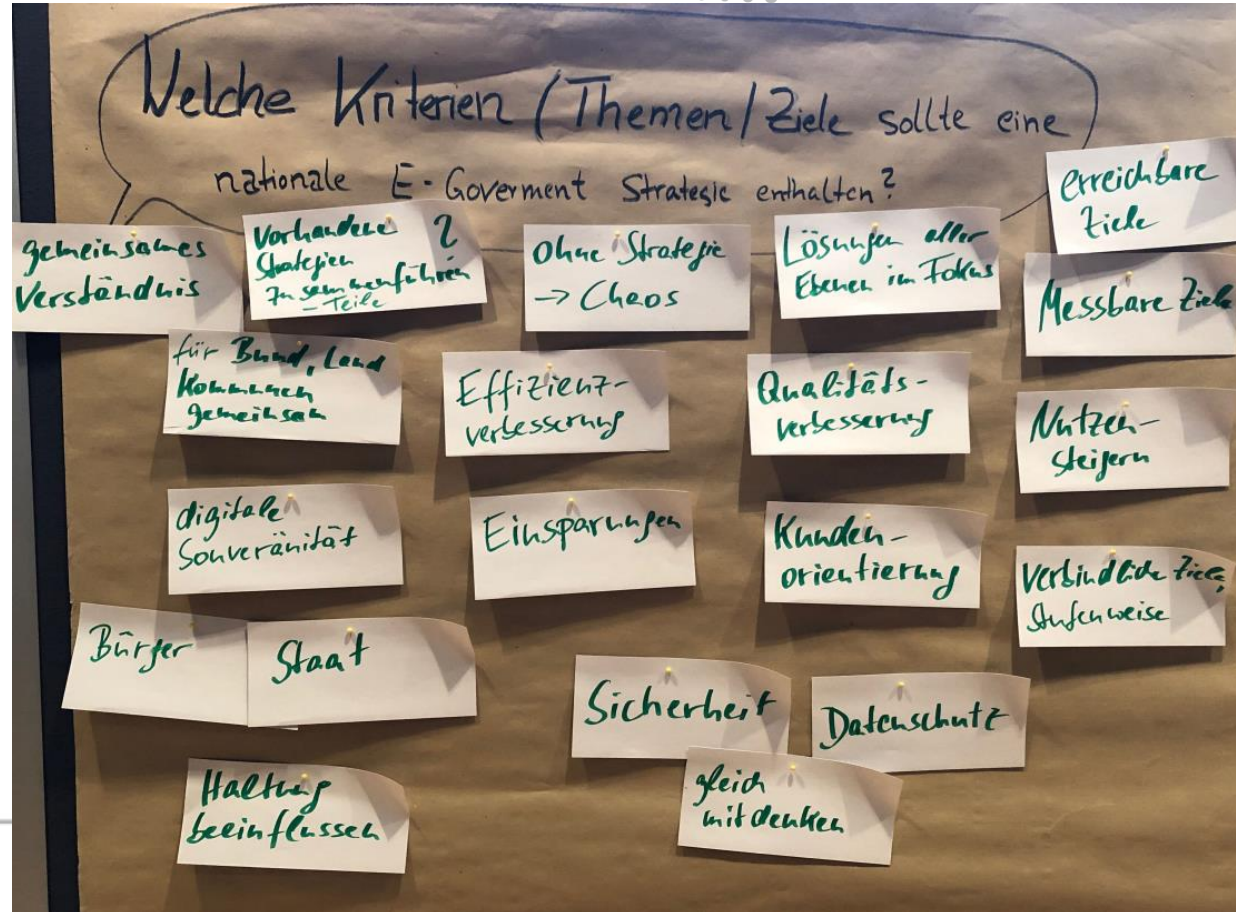 Welche Kriterien (Themen/Ziele sollte eine
nationale E-Goverment Strategie enthalten?
erreichbare
Ziele
gemeinsames
Verständnis
Vorhandene ?
Strategien
Zusammenführen
- Teile
Ohne Strategie
→ Chaos
Lösungen aller
Ebenen im Fokus
Messbare Ziele
für Bund, Land
Kommunen
gemeinsam
Effizienz-
verbesserung
Qualitäts-
verbesserung
Nutzen-
steigern
digitale
Souveränität
Einsparungen
Kunden-
orientierung
Verbindliche Ziele,
Stufenweise
Bürger
Staat
Sicherheit
Datenschutz
Haltung
beeinflussen
gleich
mitdenken